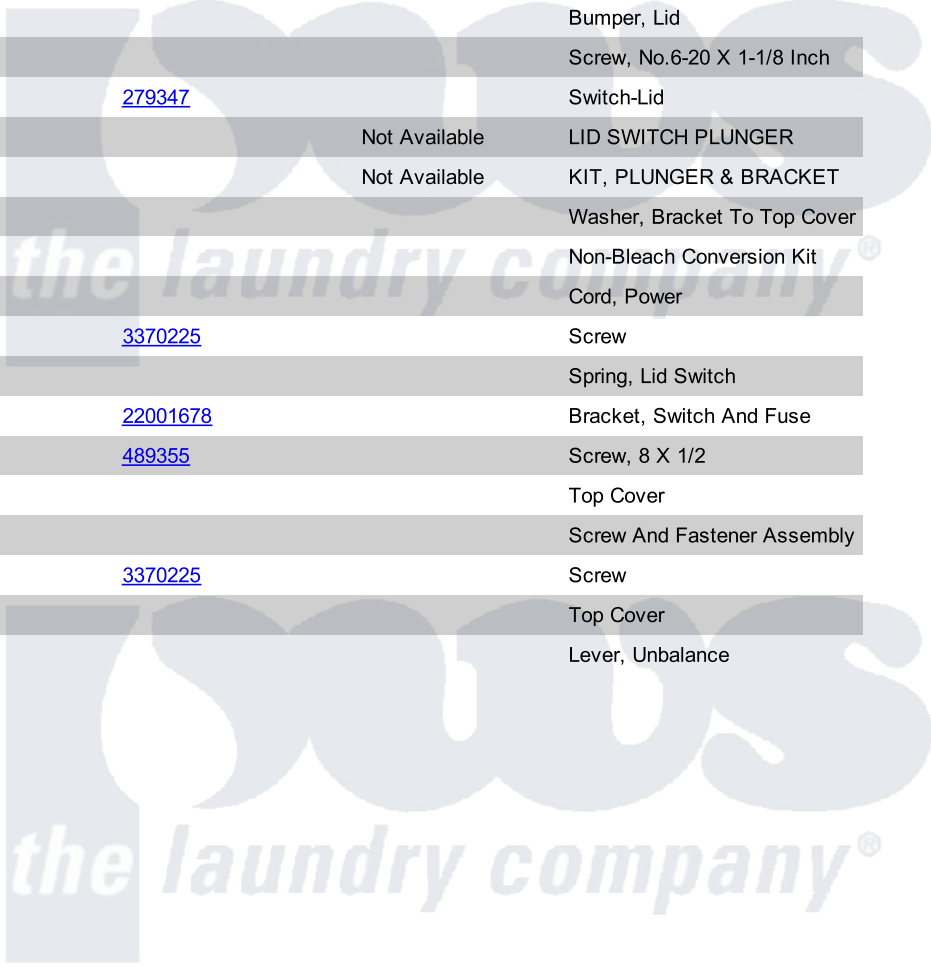 Bumper, Lid
Screw, No.6-20 X 1-1/8 Inch
279347 Switch-Lid
Not Available LID SWITCH PLUNGER
Not Available KIT, PLUNGER & BRACKET
Washer, Bracket To Top Cover
Non-Bleach Conversion Kit
Cord, Power
3370225 Screw
Spring, Lid Switch
22001678 Bracket, Switch And Fuse
489355 Screw, 8 X 1/2
Top Cover
Screw And Fastener Assembly
3370225 Screw
Top Cover
Lever, Unbalance
pws
the laundry company®
pws
the laundry company®